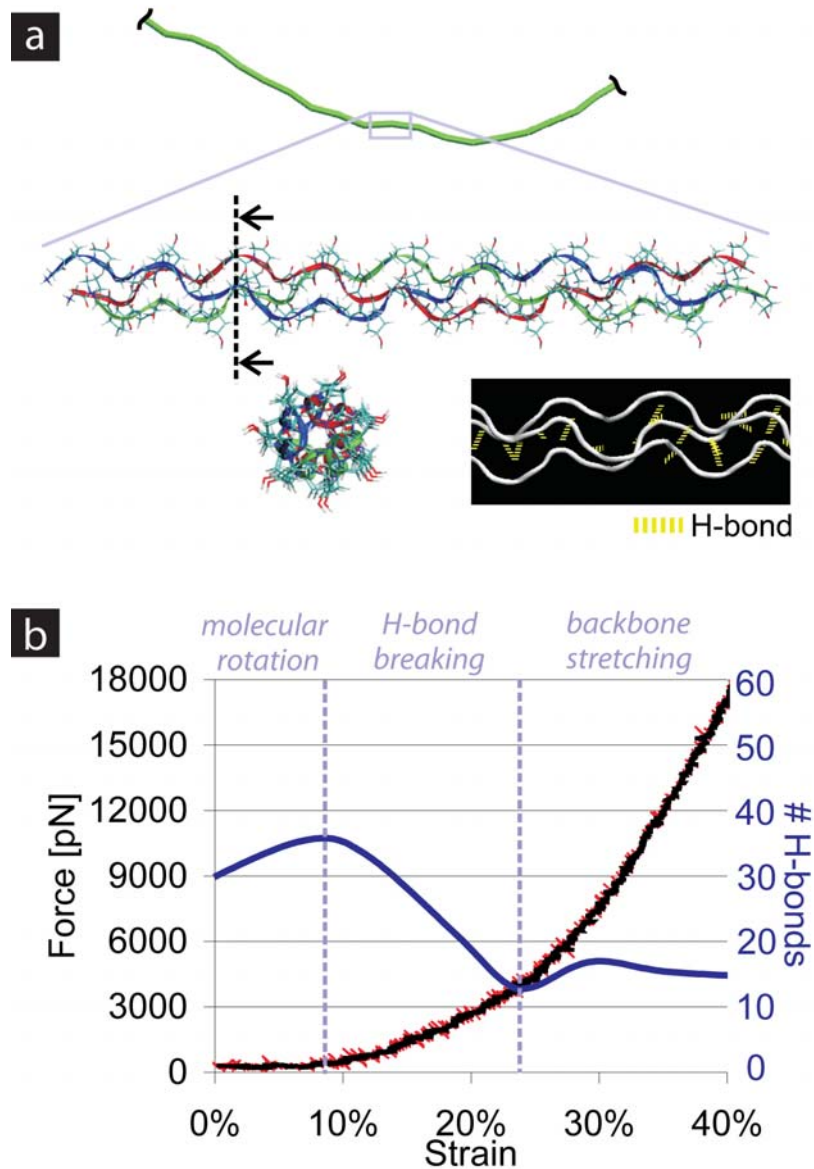 a
H-bond
b
molecular
rotation
H-bond
breaking
backbone
stretching
18000
15000
12000
9000
6000
3000
0
Force [pN]
60
50
40
30
20
10
0
# H-bonds
0%
10%
20%
30%
40%
Strain